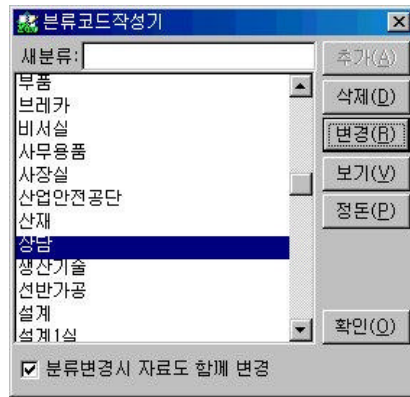 분류코드작성기
새분류:
추가(A)
부품
브레카
비서실
사무용품
사장실
산업안전공단
산재
상담
생산기술
선반가공
설계
설계1실
삭제(D)
변경(R)
보기(V)
정돈(P)
확인(O)
분류변경시 자료도 함께 변경